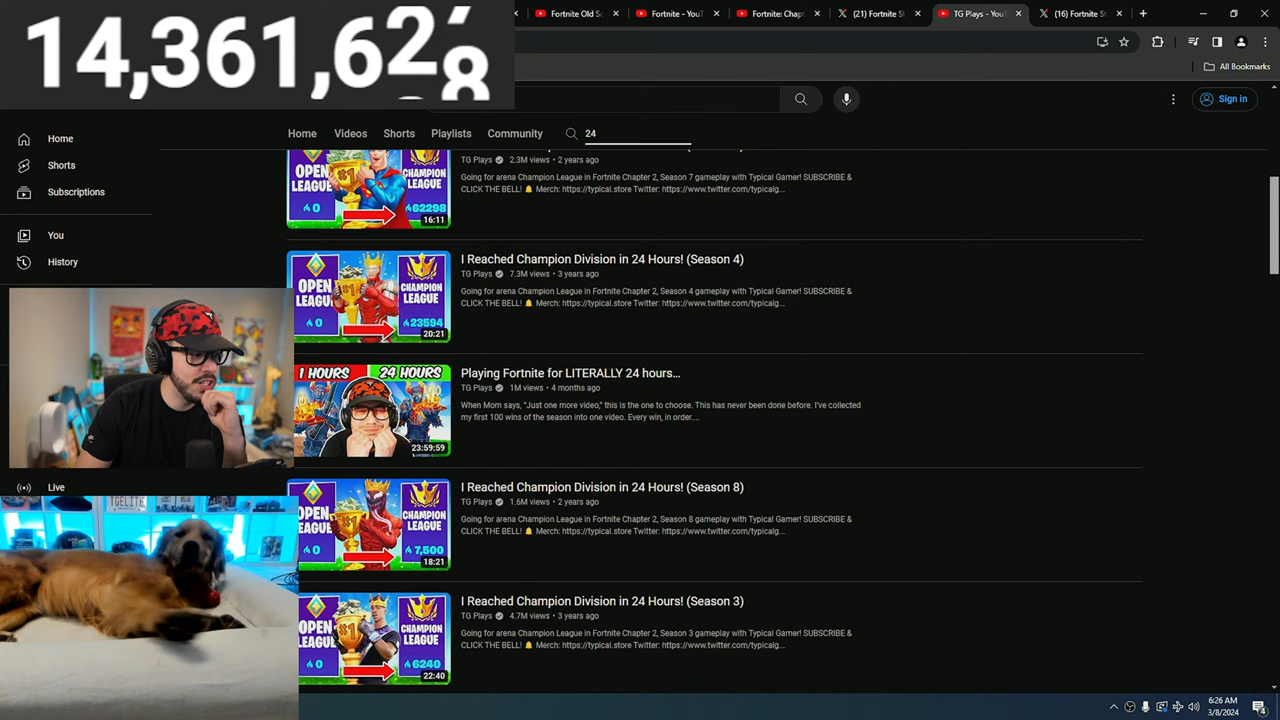 14,361,628
Fortnite Old S
Fortnite - YouT
Fortnite: Chap
(21) Fortnite S
TG Plays - YouT
(16) Fortnite S
All Bookmarks
Sign in
Home
Videos
Shorts
Playlists
Community
24
Home
Shorts
Subscriptions
You
History
Live
OPEN LEAGUE
CHAMPION LEAGUE
#1
0
62298
16:11
TG Plays 2.3M views • 2 years ago
Going for arena Champion League in Fortnite Chapter 2, Season 7 gameplay with Typical Gamer! SUBSCRIBE &
CLICK THE BELL! 🔔 Merch: https://typical.store Twitter: https://www.twitter.com/typicalg...
OPEN LEAGUE
CHAMPION LEAGUE
#1
0
23594
20:21
I Reached Champion Division in 24 Hours! (Season 4)
TG Plays 7.3M views • 3 years ago
Going for arena Champion League in Fortnite Chapter 2, Season 4 gameplay with Typical Gamer! SUBSCRIBE &
CLICK THE BELL! 🔔 Merch: https://typical.store Twitter: https://www.twitter.com/typicalg...
1 HOURS
24 HOURS
23:59:59
Playing Fortnite for LITERALLY 24 hours...
TG Plays 1M views • 4 months ago
When Mom says, "Just one more video," this is the one to choose. This has never been done before. I've collected
my first 100 wins of the season into one video. Every win, in order....
OPEN LEAGUE
CHAMPION LEAGUE
#1
0
7,500
18:21
I Reached Champion Division in 24 Hours! (Season 8)
TG Plays 1.6M views • 2 years ago
Going for arena Champion League in Fortnite Chapter 2, Season 8 gameplay with Typical Gamer! SUBSCRIBE &
CLICK THE BELL! 🔔 Merch: https://typical.store Twitter: https://www.twitter.com/typicalg...
OPEN LEAGUE
CHAMPION LEAGUE
#1
0
6240
22:40
I Reached Champion Division in 24 Hours! (Season 3)
TG Plays 4.7M views • 3 years ago
Going for arena Champion League in Fortnite Chapter 2, Season 3 gameplay with Typical Gamer! SUBSCRIBE &
CLICK THE BELL! 🔔 Merch: https://typical.store Twitter: https://www.twitter.com/typicalg...
TGELITE
6:26 AM
3/8/2024